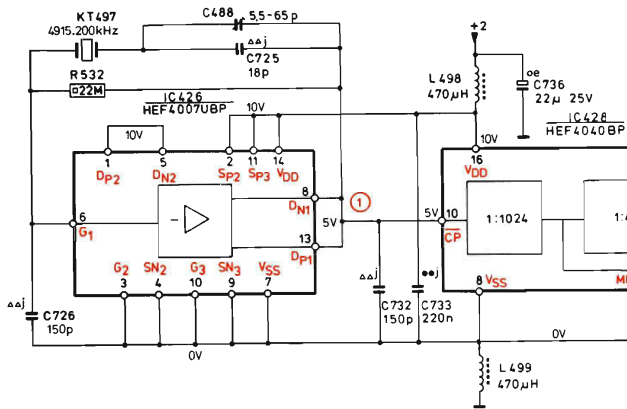 KT497
4915.200kHz
C488 5,5-65p
△△j
C725
18p
R532
22M
+2
L498
470µH
oe
C736
22µ 25V
IC426
HEF4007UBP
IC428
HEF4040BP
10V
10V
10V
1 5 2 11 14
16
DP2 DN2 SP2 SP3 VDD
VDD
8
DN1
1
6
G1
5V
5V 10
CP
1:1024
1:
13
DP1
G2 SN2 G3 SN3 VSS
3 4 10 9 7
△△j
●●j
8 VSS
M
△△j
C726
150p
C732
150p
C733
220n
0V
0V
L499
470µH